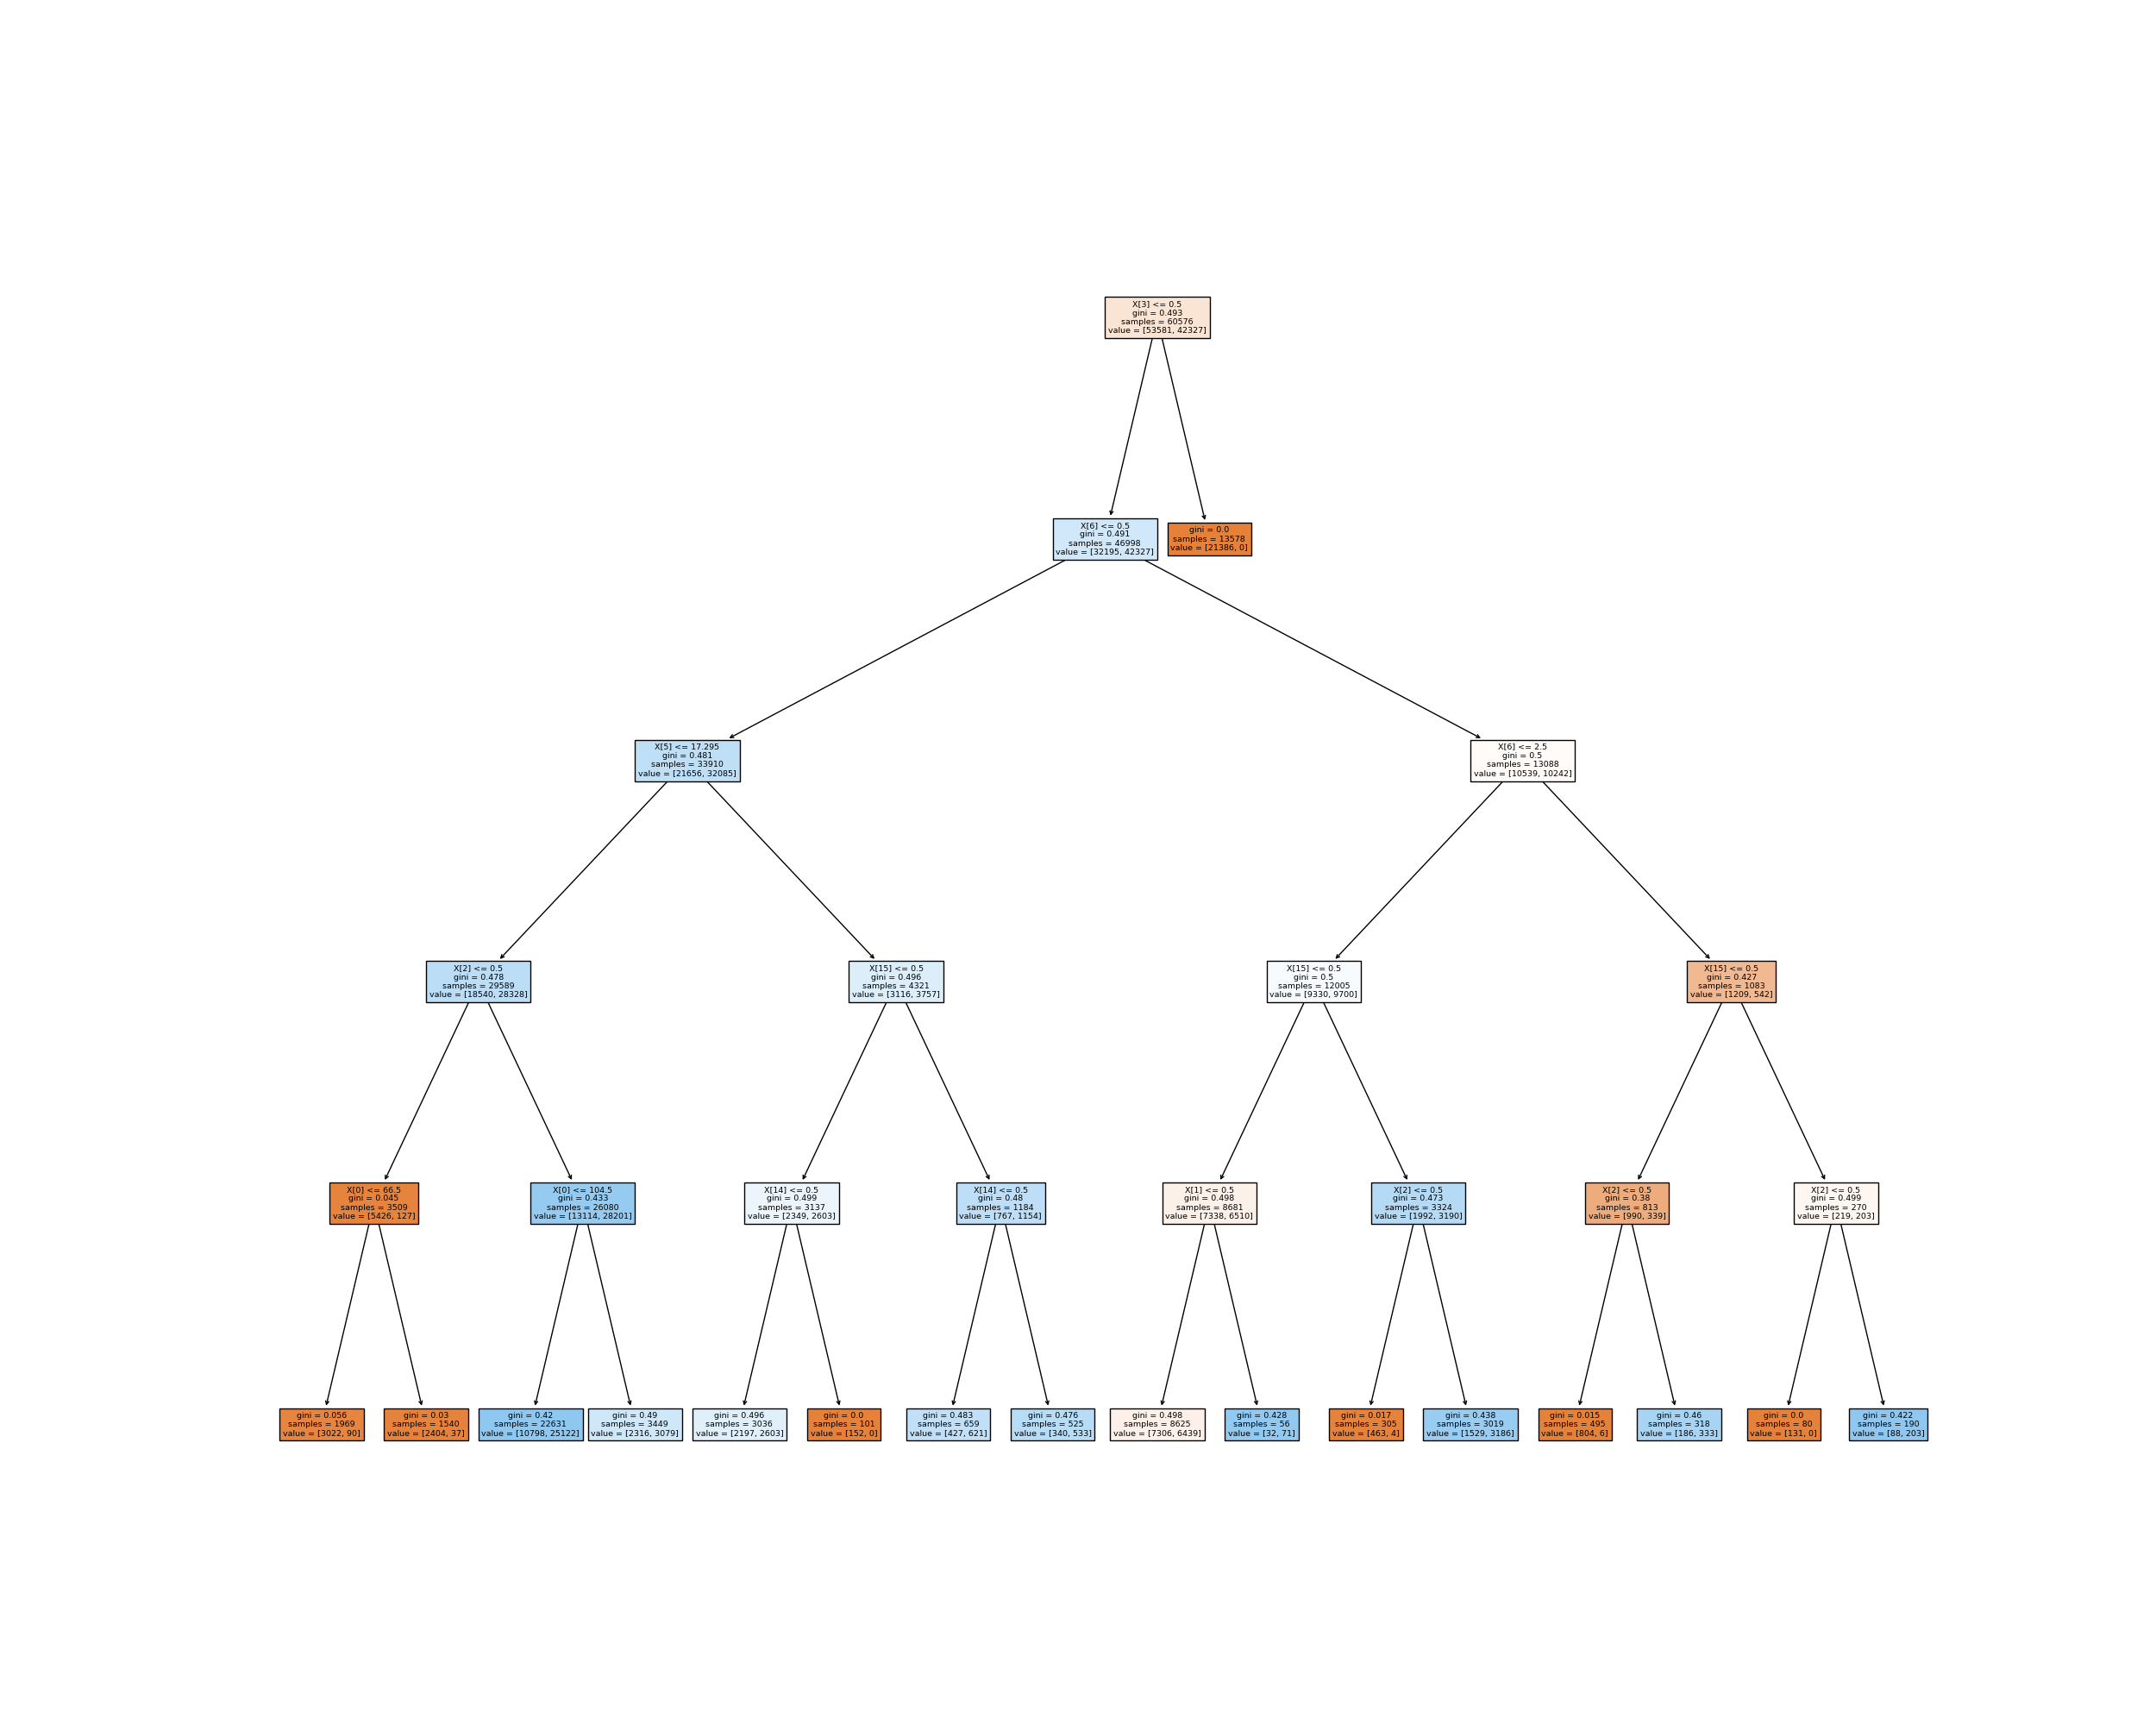 X[3] <= 0.5
gini = 0.493
samples = 60576
value = [53581, 42327]
X[6] <= 0.5
gini = 0.491
samples = 46998
value = [32195, 42327]
gini = 0.0
samples = 13578
value = [21386, 0]
X[5] <= 17.295
gini = 0.481
samples = 33910
value = [21656, 32085]
X[6] <= 2.5
gini = 0.5
samples = 13088
value = [10539, 10242]
X[2] <= 0.5
gini = 0.478
samples = 29589
value = [18540, 28328]
X[15] <= 0.5
gini = 0.496
samples = 4321
value = [3116, 3757]
X[15] <= 0.5
gini = 0.5
samples = 12005
value = [9330, 9700]
X[15] <= 0.5
gini = 0.427
samples = 1083
value = [1209, 542]
X[0] <= 66.5
gini = 0.045
samples = 3509
value = [5426, 127]
X[0] <= 104.5
gini = 0.433
samples = 26080
value = [13114, 28201]
X[14] <= 0.5
gini = 0.499
samples = 3137
value = [2349, 2603]
X[14] <= 0.5
gini = 0.48
samples = 1184
value = [767, 1154]
X[1] <= 0.5
gini = 0.498
samples = 8681
value = [7338, 6510]
X[2] <= 0.5
gini = 0.473
samples = 3324
value = [1992, 3190]
X[2] <= 0.5
gini = 0.38
samples = 813
value = [990, 339]
X[2] <= 0.5
gini = 0.499
samples = 270
value = [219, 203]
gini = 0.056
samples = 1969
value = [3022, 90]
gini = 0.03
samples = 1540
value = [2404, 37]
gini = 0.42
samples = 22631
value = [10798, 25122]
gini = 0.49
samples = 3449
value = [2316, 3079]
gini = 0.496
samples = 3036
value = [2197, 2603]
gini = 0.0
samples = 101
value = [152, 0]
gini = 0.483
samples = 659
value = [427, 621]
gini = 0.476
samples = 525
value = [340, 533]
gini = 0.498
samples = 8625
value = [7306, 6439]
gini = 0.428
samples = 56
value = [32, 71]
gini = 0.017
samples = 305
value = [463, 4]
gini = 0.438
samples = 3019
value = [1529, 3186]
gini = 0.015
samples = 495
value = [804, 6]
gini = 0.46
samples = 318
value = [186, 333]
gini = 0.0
samples = 80
value = [131, 0]
gini = 0.422
samples = 190
value = [88, 203]